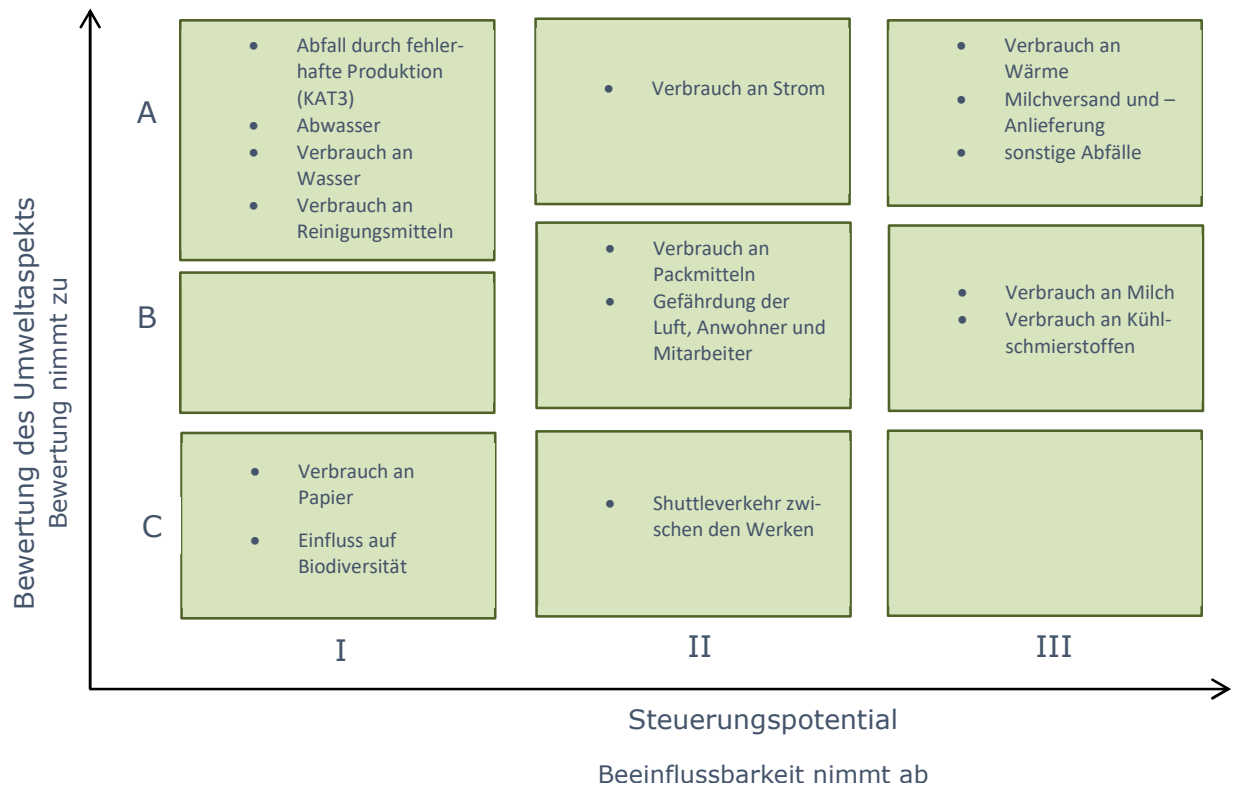 Bewertung des Umweltaspekts
Bewertung nimmt zu
A
• Abfall durch fehler-
hafte Produktion
(KAT3)
• Abwasser
• Verbrauch an
Wasser
• Verbrauch an
Reinigungsmitteln
• Verbrauch an Strom
• Verbrauch an
Wärme
• Milchversand und –
Anlieferung
• sonstige Abfälle
B
• Verbrauch an
Packmitteln
• Gefährdung der
Luft, Anwohner und
Mitarbeiter
• Verbrauch an Milch
• Verbrauch an Kühl-
schmierstoffen
C
• Verbrauch an
Papier
• Einfluss auf
Biodiversität
• Shuttleverkehr zwi-
schen den Werken
I
II
III
Steuerungspotential
Beeinflussbarkeit nimmt ab